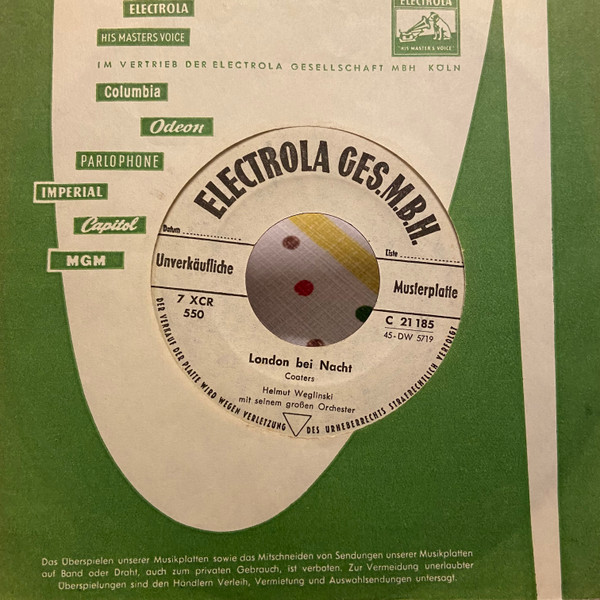 ELECTROLA
HIS MASTERS VOICE
ELECTROLA
"HIS MASTER'S VOICE"
IM VERTRIEB DER ELECTROLA GESELLSCHAFT MBH KÖLN
Columbia
Odeon
PARLOPHONE
IMPERIAL
Capitol
MGM
ELECTROLA GES.M.B.H.
Datum
Liste
Unverkäufliche
Musterplatte
7 XCR
550
C 21 185
45-DW 5719
London bei Nacht
Coaters
Helmut Weglinski
mit seinem großen Orchester
DER VERKAUF DER PLATTE WIRD WEGEN VERLETZUNG DES URHEBERRECHTS STRAFRECHTLICH VERFOLGT
Das Überspielen unserer Musikplatten sowie das Mitschneiden von Sendungen unserer Musikplatten
auf Band oder Draht, auch zum privaten Gebrauch, ist verboten. Zur Vermeidung unerlaubter
Überspielungen sind den Händlern Verleih, Vermietung und Auswahlsendungen untersagt.